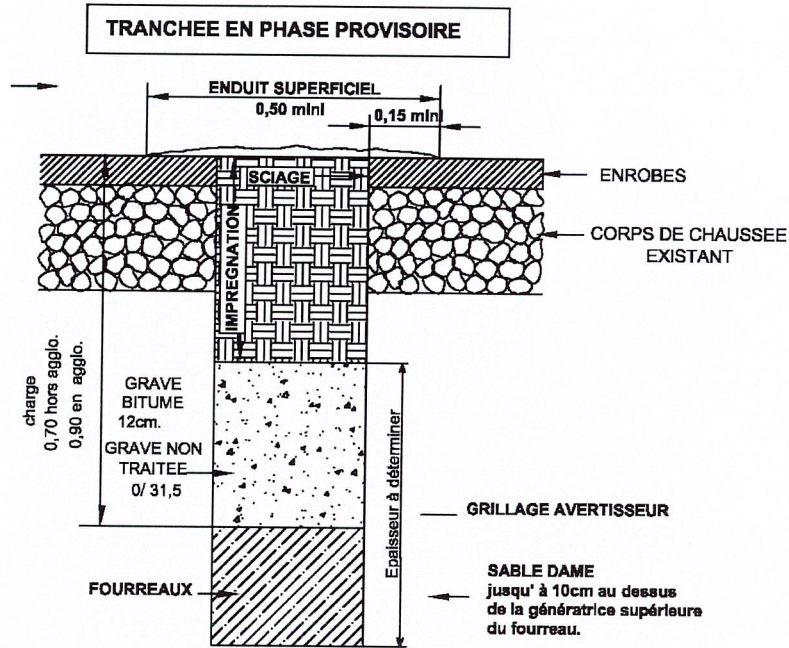 TRANCHEE EN PHASE PROVISOIRE
ENDUIT SUPERFICIEL
0,50 mini
0,15 mini
SCIAGE
ENROBES
IMPREGNATION
CORPS DE CHAUSSEE
EXISTANT
charge
0,70 hors agglo.
0,90 en agglo.
GRAVE
BITUME
12cm.
GRAVE NON
TRAITEE
0/ 31,5
Epaisseur à déterminer
GRILLAGE AVERTISSEUR
FOURREAUX
SABLE DAME
jusqu' à 10cm au dessus
de la génératrice supérieure
du fourreau.